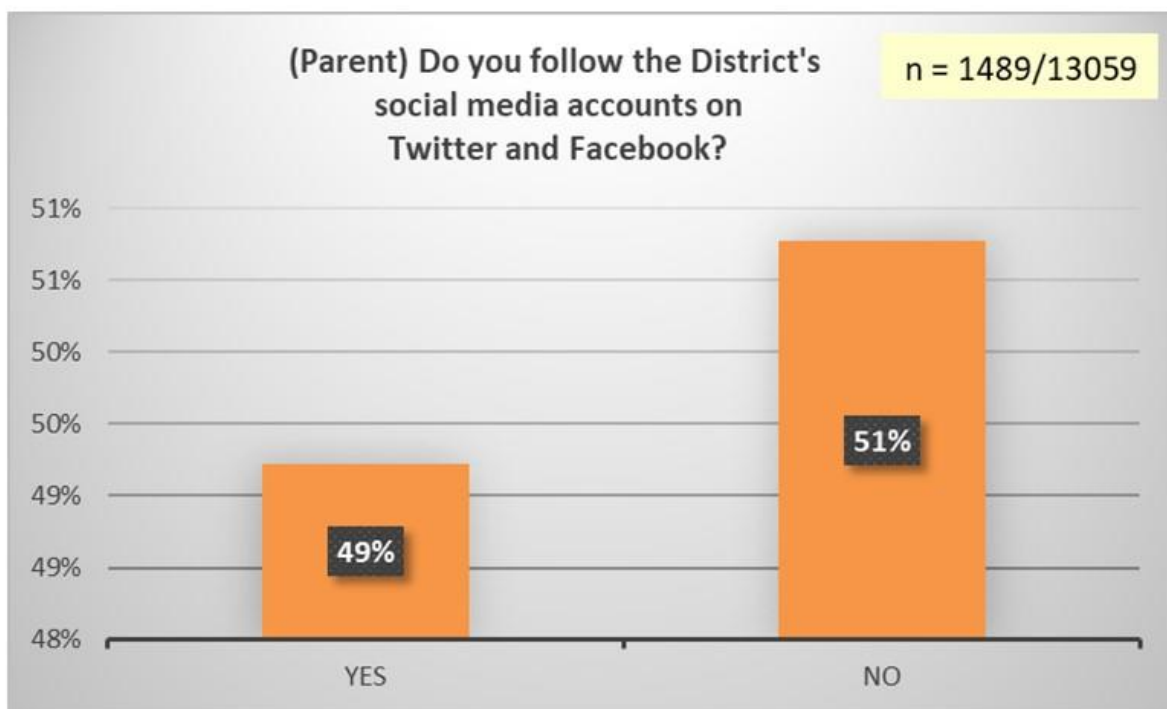 (Parent) Do you follow the District's
social media accounts on
Twitter and Facebook?
n = 1489/13059
51%
51%
50%
50%
49%
49%
48%
49%
51%
YES
NO